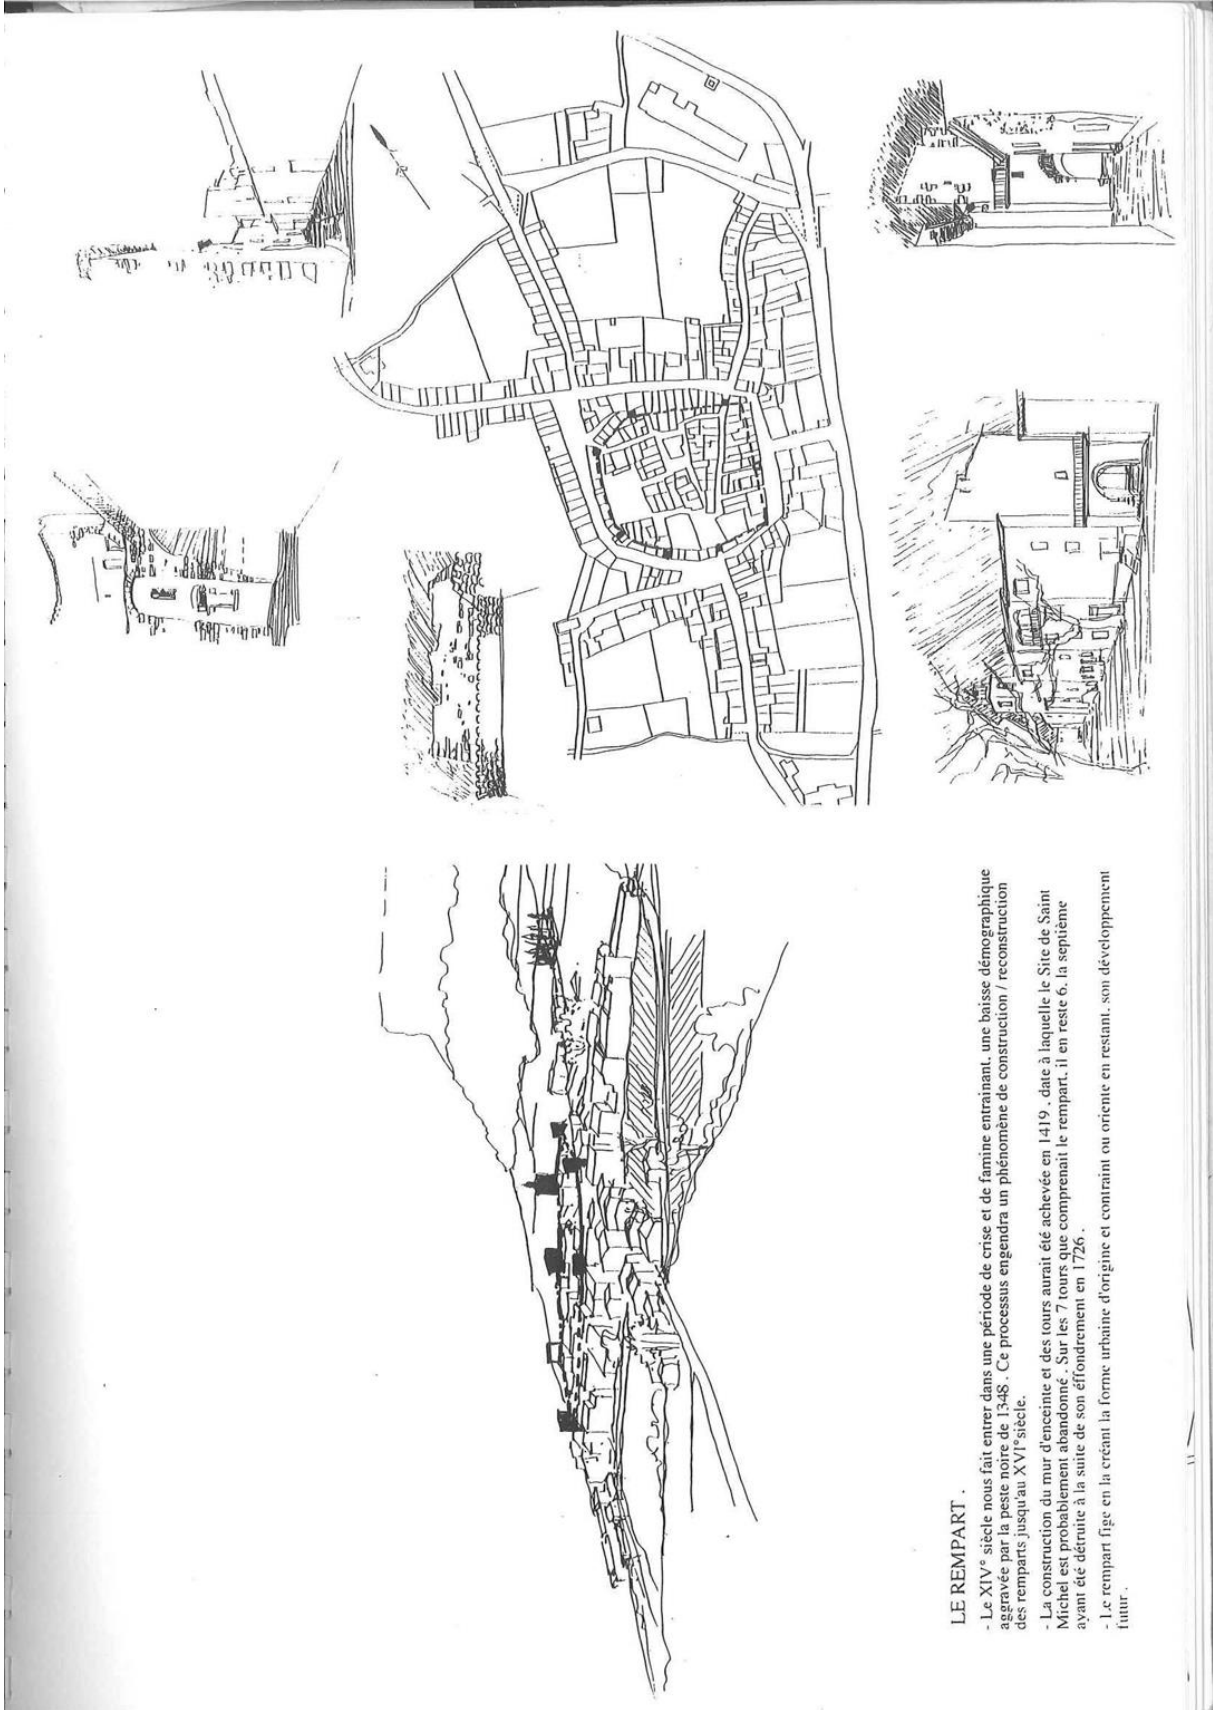 LE REMPART .
- Le XIV° siècle nous fait entrer dans une période de crise et de famine entrainant, une baisse démographique
aggravée par la peste noire de 1348 . Ce processus engendra un phénomène de construction / reconstruction
des remparts jusqu'au XVI°siècle.
- La construction du mur d'enceinte et des tours aurait été achevée en 1419 , date à laquelle le Site de Saint
Michel est probablement abandonné . Sur les 7 tours que comprenait le rempart, il en reste 6, la septième
ayant été détruite à la suite de son éffondrement en 1726 .
- Le rempart fige en la créant la forme urbaine d'origine et contraint ou oriente en restant, son développement
futur .